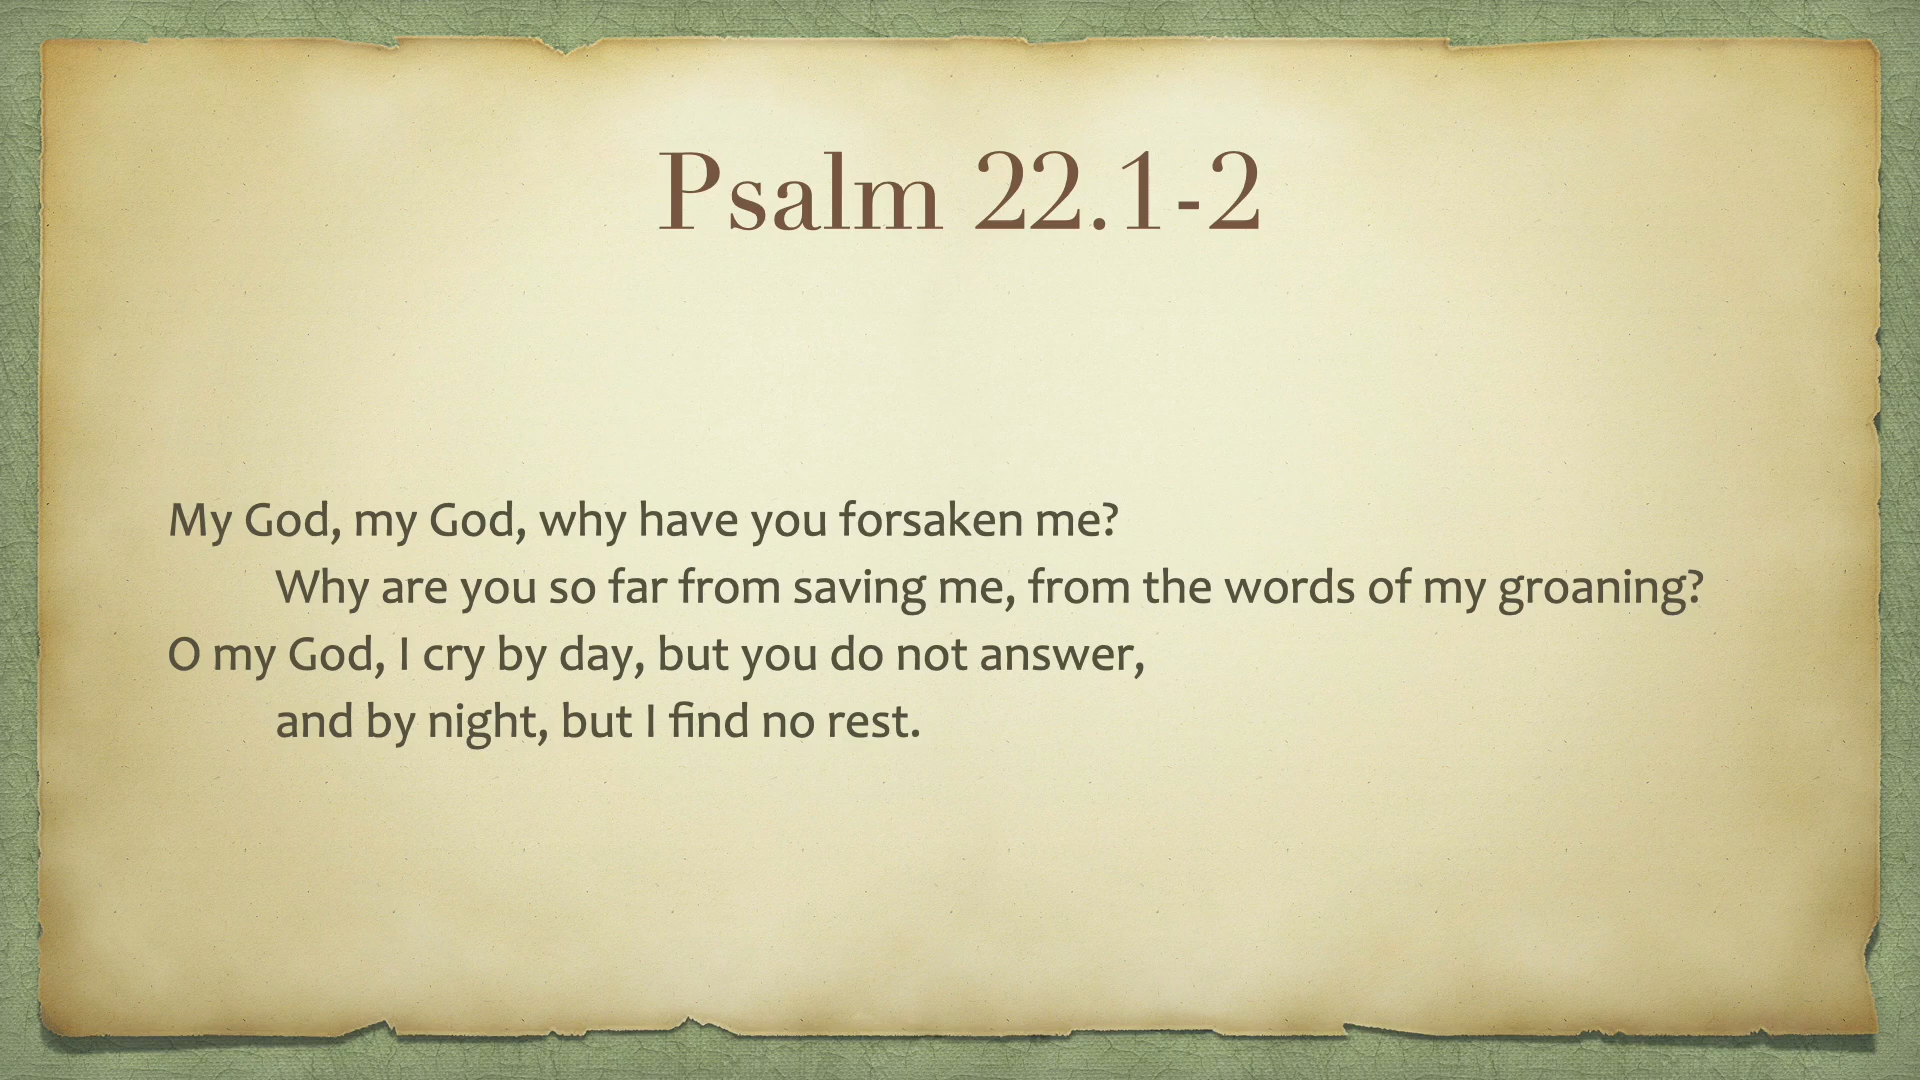 Psalm 22.1-2
My God, my God, why have you forsaken me?
Why are you so far from saving me, from the words of my groaning?
O my God, I cry by day, but you do not answer,
and by night, but I find no rest.